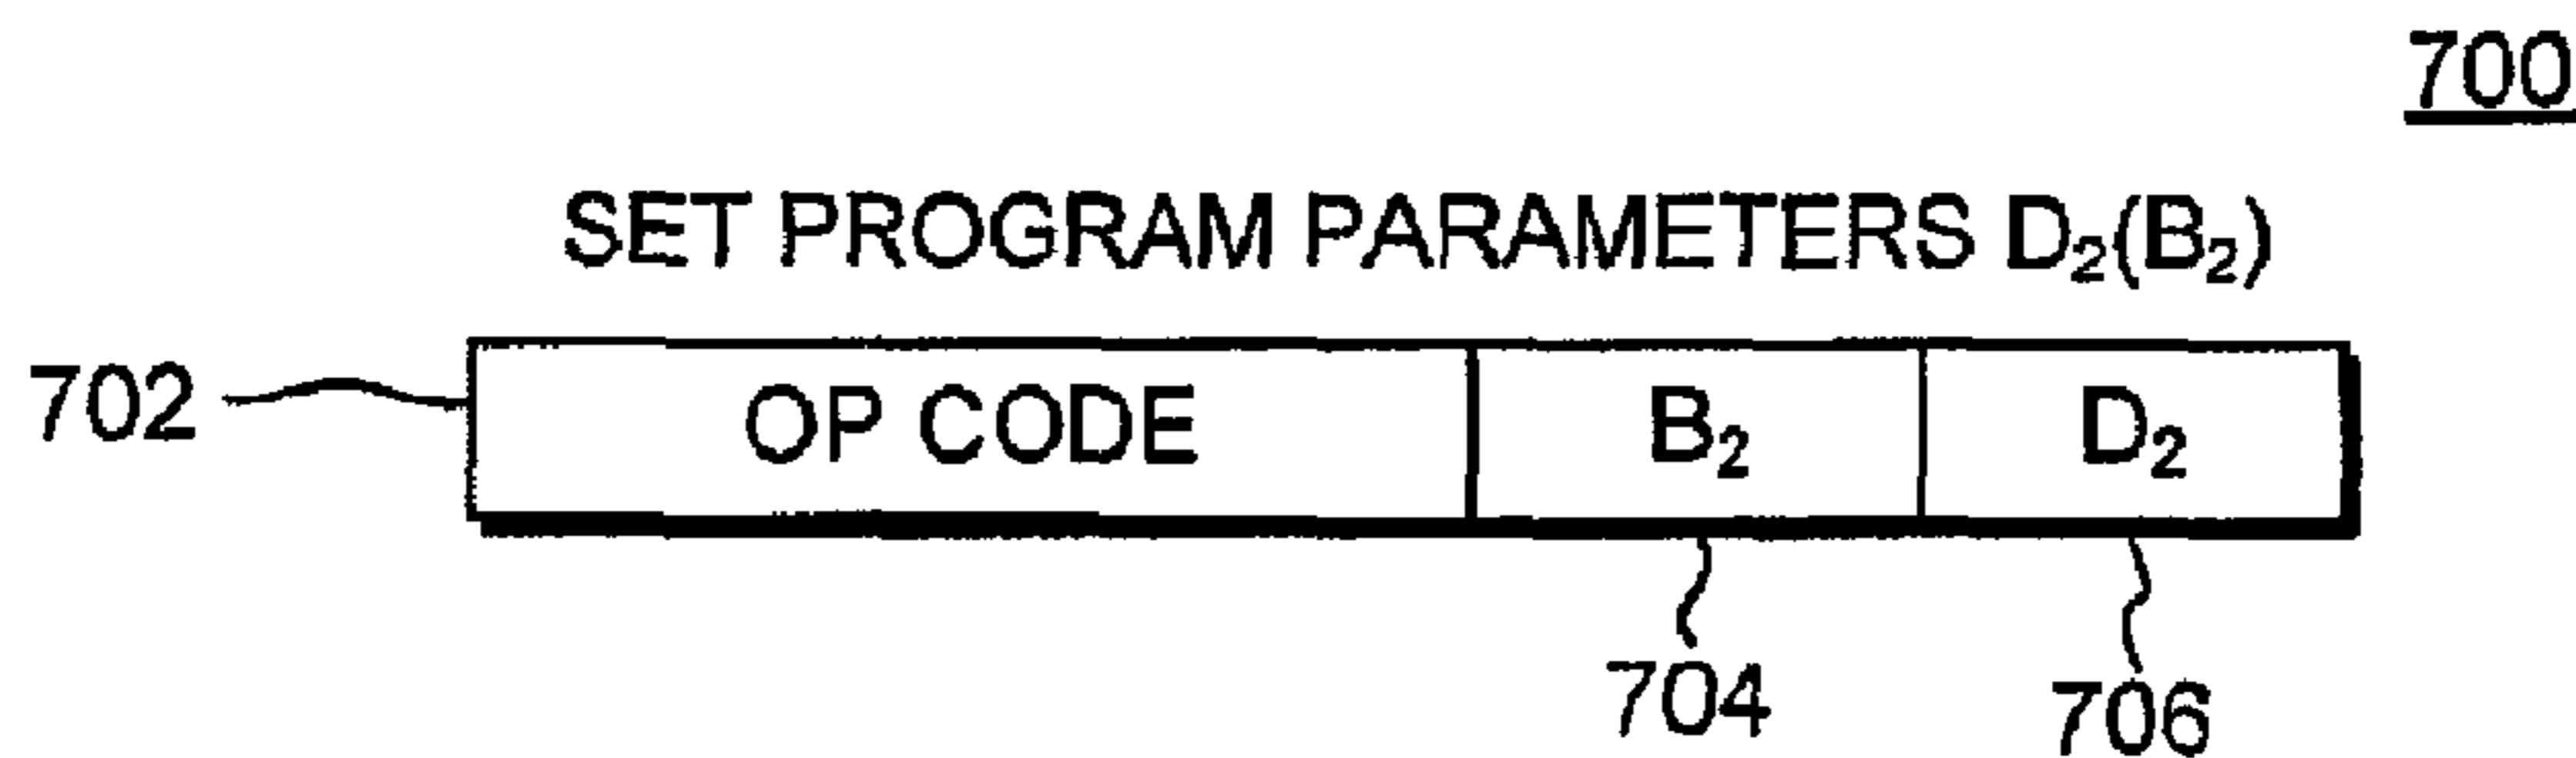 700
SET PROGRAM PARAMETERS D₂(B₂)
702 OP CODE B₂ D₂
704
706